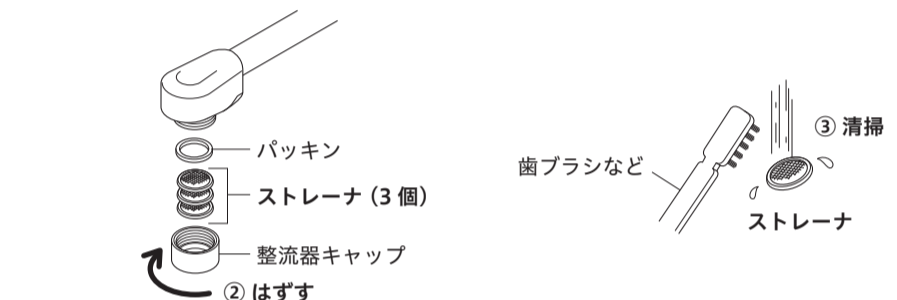 パッキン
ストレーナ（3 個）
整流器キャップ
② はずす
③ 清掃
歯ブラシなど
ストレーナ